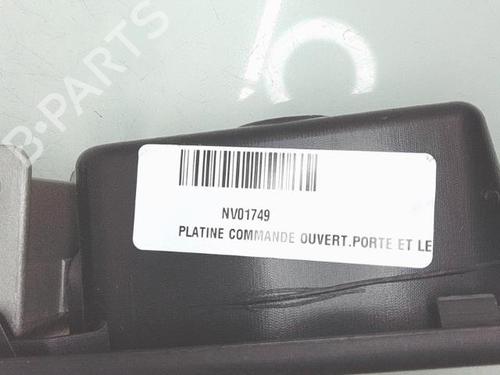 B-PARTS
NV01749
PLATINE COMMANDE OUVERT.PORTE ET LE